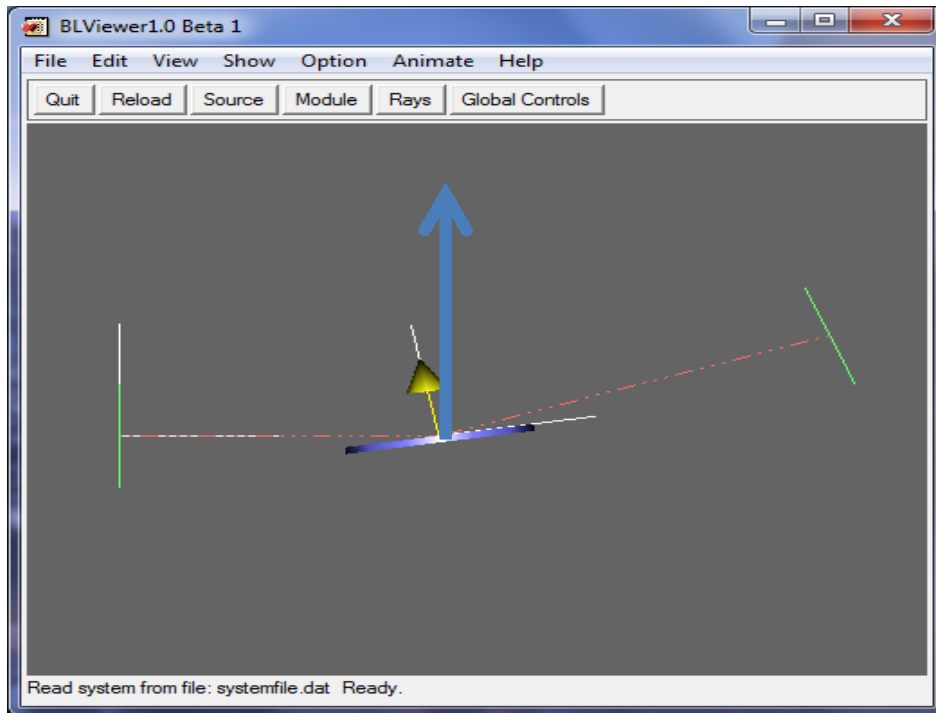 BLViewer1.0 Beta 1
File Edit View Show Option Animate Help
Quit Reload Source Module Rays Global Controls
Read system from file: systemfile.dat Ready.